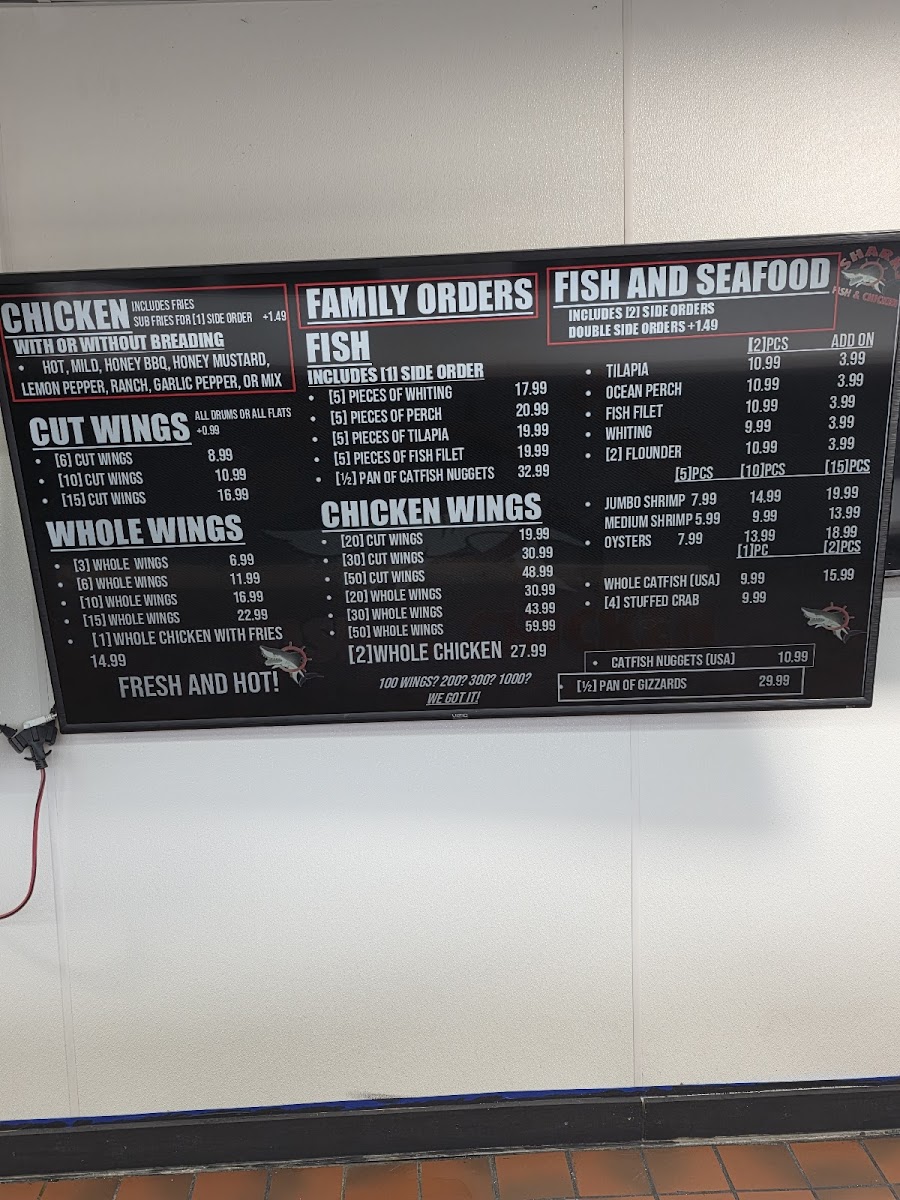 CHICKEN INCLUDES FRIES
SUB FRIES FOR [1] SIDE ORDER +1.49
WITH OR WITHOUT BREADING
• HOT, MILD, HONEY BBQ, HONEY MUSTARD,
LEMON PEPPER, RANCH, GARLIC PEPPER, OR MIX
CUT WINGS ALL DRUMS OR ALL FLATS
+0.99
• [6] CUT WINGS 8.99
• [10] CUT WINGS 10.99
• [15] CUT WINGS 16.99
WHOLE WINGS
• [3] WHOLE WINGS 6.99
• [6] WHOLE WINGS 11.99
• [10] WHOLE WINGS 16.99
• [15] WHOLE WINGS 22.99
• [1] WHOLE CHICKEN WITH FRIES
14.99
FRESH AND HOT!
FAMILY ORDERS
FISH
INCLUDES [1] SIDE ORDER
• [5] PIECES OF WHITING 17.99
• [5] PIECES OF PERCH 20.99
• [5] PIECES OF TILAPIA 19.99
• [5] PIECES OF FISH FILET 19.99
• [½] PAN OF CATFISH NUGGETS 32.99
CHICKEN WINGS
• [20] CUT WINGS 19.99
• [30] CUT WINGS 30.99
• [50] CUT WINGS 48.99
• [20] WHOLE WINGS 30.99
• [30] WHOLE WINGS 43.99
• [50] WHOLE WINGS 59.99
[2]WHOLE CHICKEN 27.99
100 WINGS? 200? 300? 1000?
WE GOT IT!
FISH AND SEAFOOD
INCLUDES [2] SIDE ORDERS
DOUBLE SIDE ORDERS +1.49
SHARK
FISH & CHICKEN
[2]PCS ADD ON
• TILAPIA 10.99 3.99
• OCEAN PERCH 10.99 3.99
• FISH FILET 10.99 3.99
• WHITING 9.99 3.99
• [2] FLOUNDER 10.99 3.99
[5]PCS [10]PCS [15]PCS
• JUMBO SHRIMP 7.99 14.99 19.99
MEDIUM SHRIMP 5.99 9.99 13.99
• OYSTERS 7.99 13.99 18.99
[1]PC [2]PCS
• WHOLE CATFISH (USA) 9.99 15.99
• [4] STUFFED CRAB 9.99
• CATFISH NUGGETS (USA) 10.99
• [½] PAN OF GIZZARDS 29.99